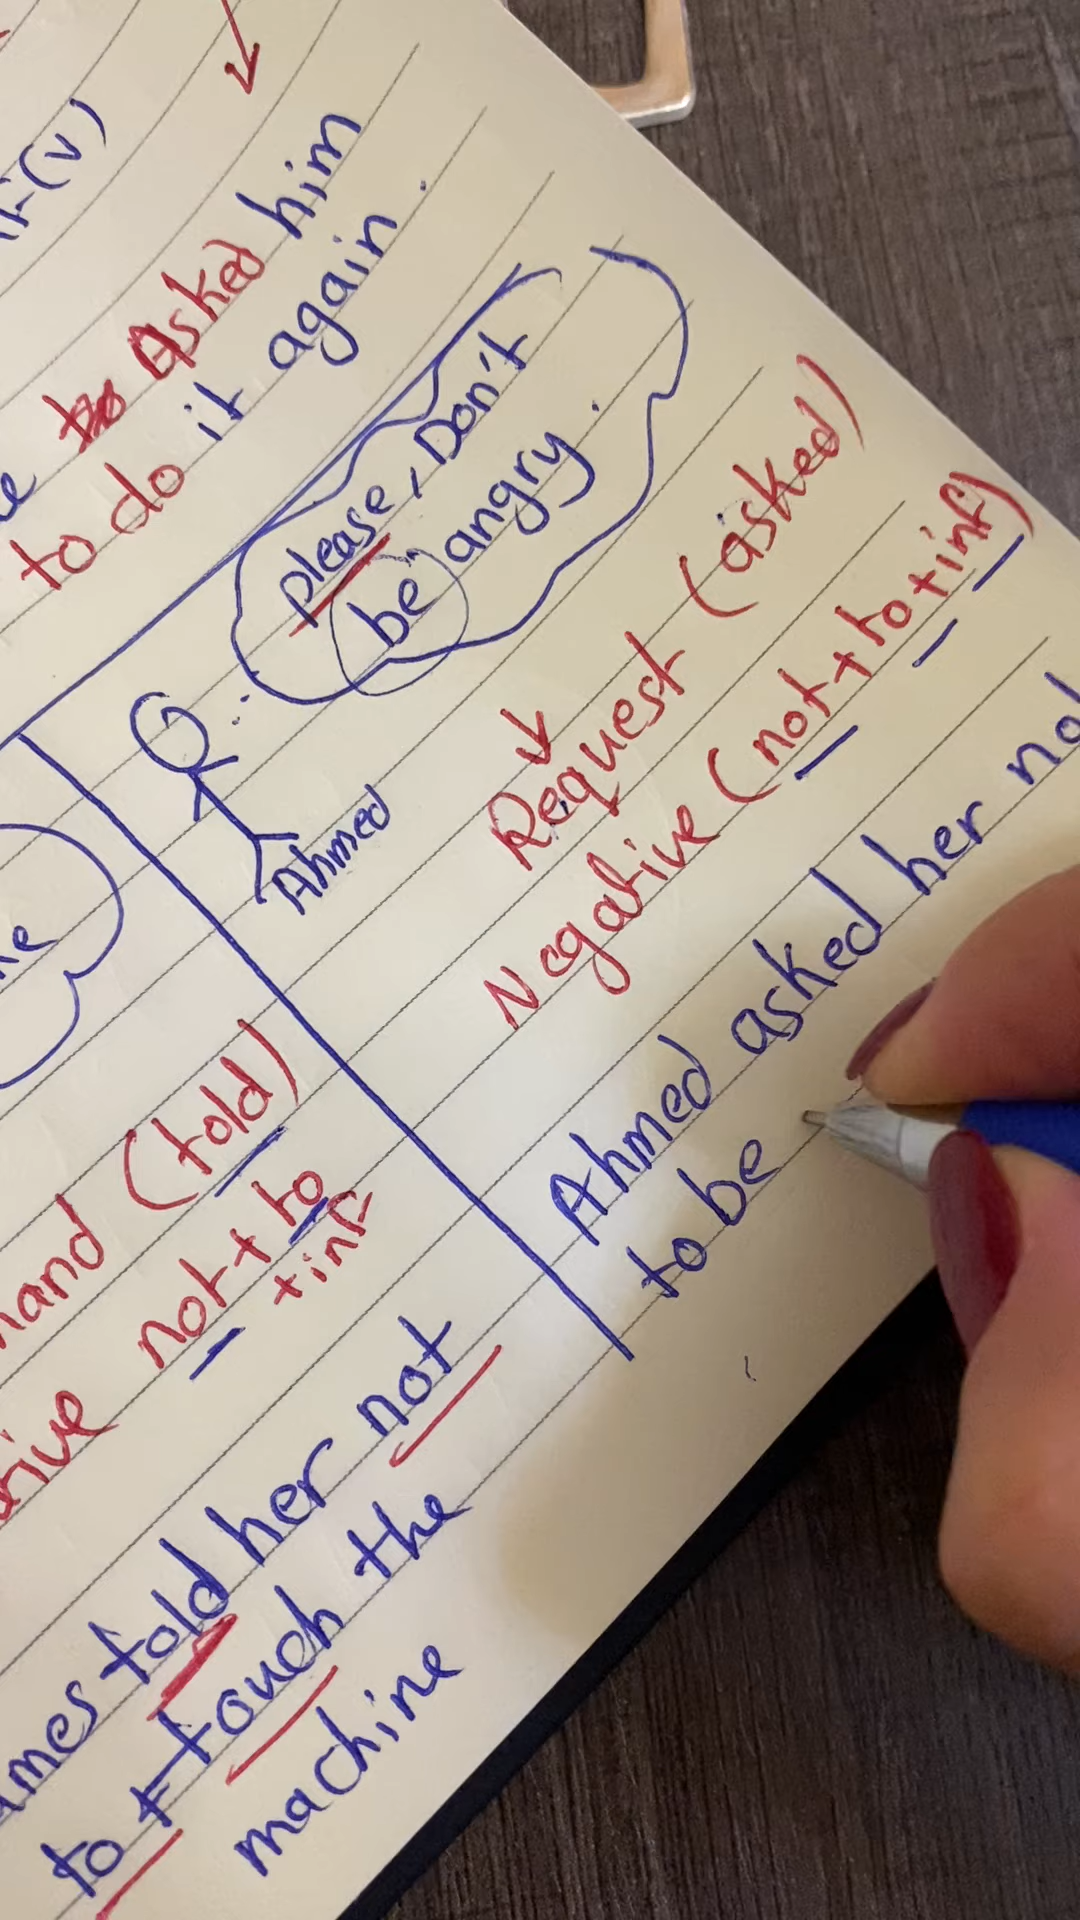 Asked him
to do it again.
please, Don't
be angry.
Ahmed
Request (asked)
Negative (not + to + inf)
Ahmed asked her not
to be
(told)
not + to
+ inf
told her not
to touch the
machine